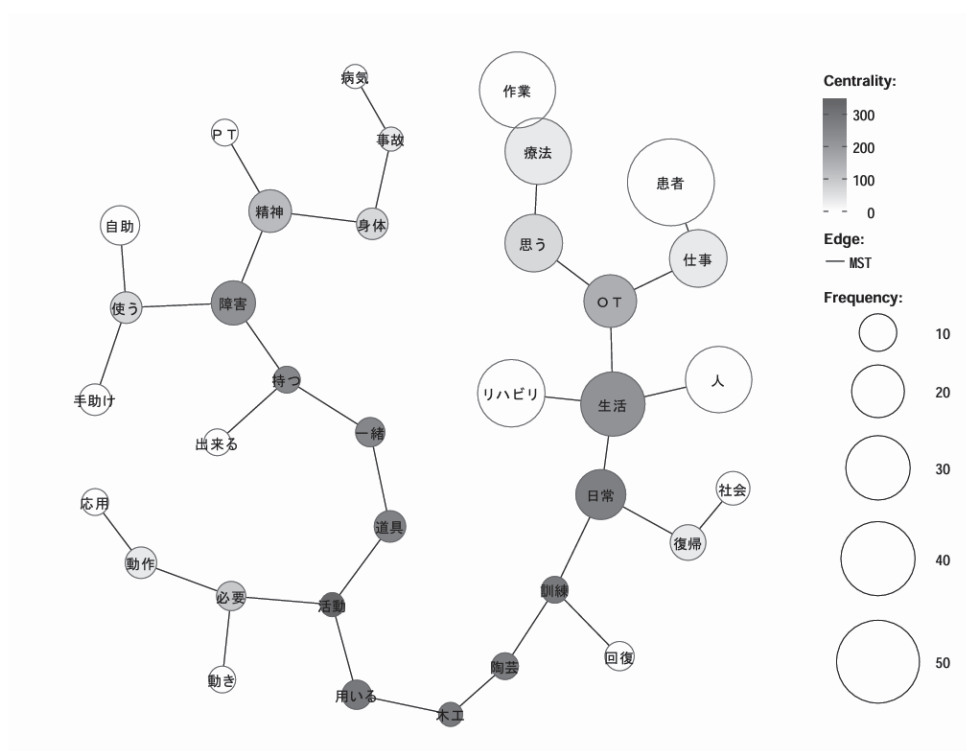 病気
事故
ＰＴ
精神
身体
自助
使う
障害
手助け
持つ
出来る
一緒
応用
道具
動作
必要
活動
動き
用いる
木工
陶芸
訓練
回復
作業
療法
患者
思う
仕事
ＯＴ
リハビリ
生活
人
日常
社会
復帰
Centrality:
300
200
100
0
Edge:
MST
Frequency:
10
20
30
40
50